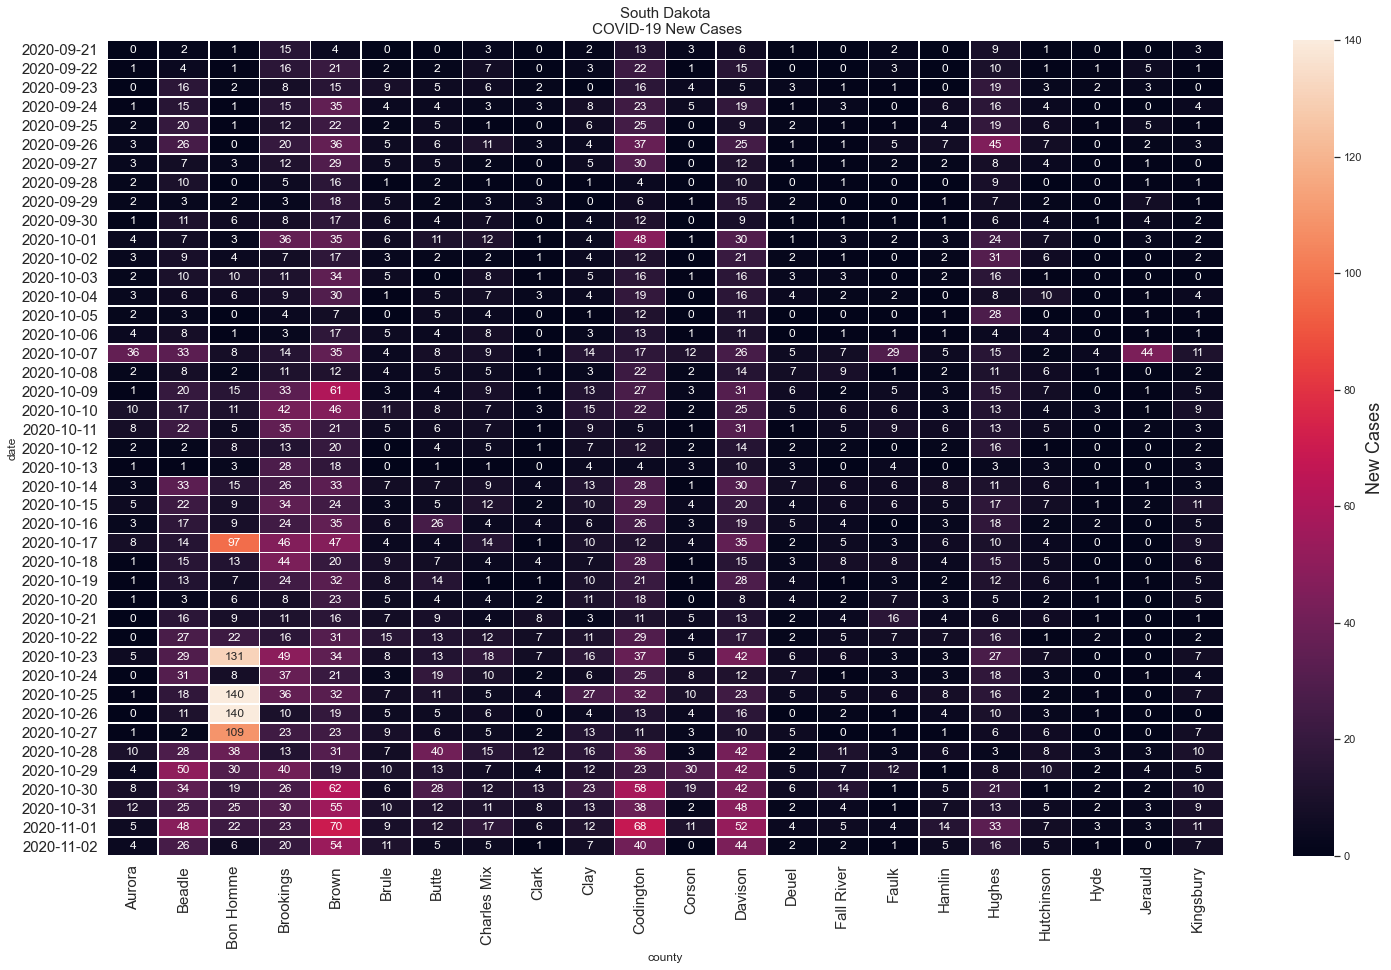 South Dakota
COVID-19 New Cases
2020-09-21 0 2 1 15 4 0 0 3 0 2 13 3 6 1 0 2 0 9 1 0 0 3
2020-09-22 1 4 1 16 21 2 2 7 0 3 22 1 15 0 0 3 0 10 1 1 5 1
2020-09-23 0 16 2 8 15 9 5 6 2 0 16 4 5 3 1 1 0 19 3 2 3 0
2020-09-24 1 15 1 15 35 4 4 3 3 8 23 5 19 1 3 0 6 16 4 0 0 4
2020-09-25 2 20 1 12 22 2 5 1 0 6 25 0 9 2 1 1 4 19 6 1 5 1
2020-09-26 3 26 0 20 36 5 6 11 3 4 37 0 25 1 1 5 7 45 7 0 2 3
2020-09-27 3 7 3 12 29 5 5 2 0 5 30 0 12 1 1 2 2 8 4 0 1 0
2020-09-28 2 10 0 5 16 1 2 1 0 1 4 0 10 0 1 0 0 9 0 0 1 1
2020-09-29 2 3 2 3 18 5 2 3 3 0 6 1 15 2 0 0 1 7 2 0 7 1
2020-09-30 1 11 6 8 17 6 4 7 0 4 12 0 9 1 1 1 1 6 4 1 4 2
2020-10-01 4 7 3 36 35 6 11 12 1 4 48 1 30 1 3 2 3 24 7 0 3 2
2020-10-02 3 9 4 7 17 3 2 2 1 4 12 0 21 2 1 0 2 31 6 0 0 2
2020-10-03 2 10 10 11 34 5 0 8 1 5 16 1 16 3 3 0 2 16 1 0 0 0
2020-10-04 3 6 6 9 30 1 5 7 3 4 19 0 16 4 2 2 0 8 10 0 1 4
2020-10-05 2 3 0 4 7 0 5 4 0 1 12 0 11 0 0 0 1 28 0 0 1 1
2020-10-06 4 8 1 3 17 5 4 8 0 3 13 1 11 0 1 1 1 4 4 0 1 1
2020-10-07 36 33 8 14 35 4 8 9 1 14 17 12 26 5 7 29 5 15 2 4 44 11
2020-10-08 2 8 2 11 12 4 5 5 1 3 22 2 14 7 9 1 2 11 6 1 0 2
2020-10-09 1 20 15 33 61 3 4 9 1 13 27 3 31 6 2 5 3 15 7 0 1 5
2020-10-10 10 17 11 42 46 11 8 7 3 15 22 2 25 5 6 6 3 13 4 3 1 9
2020-10-11 8 22 5 35 21 5 6 7 1 9 5 1 31 1 5 9 6 13 5 0 2 3
2020-10-12 2 2 8 13 20 0 4 5 1 7 12 2 14 2 2 0 2 16 1 0 0 2
2020-10-13 1 1 3 28 18 0 1 1 0 4 4 3 10 3 0 4 0 3 3 0 0 3
2020-10-14 3 33 15 26 33 7 7 9 4 13 28 1 30 7 6 6 8 11 6 1 1 3
2020-10-15 5 22 9 34 24 3 5 12 2 10 29 4 20 4 6 6 5 17 7 1 2 11
2020-10-16 3 17 9 24 35 6 26 4 4 6 26 3 19 5 4 0 3 18 2 2 0 5
2020-10-17 8 14 97 46 47 4 4 14 1 10 12 4 35 2 5 3 6 10 4 0 0 9
2020-10-18 1 15 13 44 20 9 7 4 4 7 28 1 15 3 8 8 4 15 5 0 0 6
2020-10-19 1 13 7 24 32 8 14 1 1 10 21 1 28 4 1 3 2 12 6 1 1 5
2020-10-20 1 3 6 8 23 5 4 4 2 11 18 0 8 4 2 7 3 5 2 1 0 5
2020-10-21 0 16 9 11 16 7 9 4 8 3 11 5 13 2 4 16 4 6 6 1 0 1
2020-10-22 0 27 22 16 31 15 13 12 7 11 29 4 17 2 5 7 7 16 1 2 0 2
2020-10-23 5 29 131 49 34 8 13 18 7 16 37 5 42 6 6 3 3 27 7 0 0 7
2020-10-24 0 31 8 37 21 3 19 10 2 6 25 8 12 7 1 3 3 18 3 0 1 4
2020-10-25 1 18 140 36 32 7 11 5 4 27 32 10 23 5 9 6 8 16 2 1 0 7
2020-10-26 0 11 140 10 19 5 5 6 0 4 13 4 16 0 2 1 4 10 3 1 0 0
2020-10-27 1 2 109 23 23 9 6 5 2 13 11 3 10 5 0 1 1 6 6 0 0 7
2020-10-28 10 28 38 13 31 7 40 15 12 16 36 3 42 2 11 3 6 3 8 3 3 10
2020-10-29 4 50 30 40 19 10 13 7 4 12 23 30 42 5 7 12 1 8 10 2 4 5
2020-10-30 8 34 19 26 62 6 28 12 13 23 58 19 42 6 14 1 5 21 1 2 2 10
2020-10-31 12 25 25 30 55 10 12 11 8 13 38 2 48 2 4 1 7 13 5 2 3 9
2020-11-01 5 48 22 23 70 9 12 17 6 12 68 11 52 4 5 4 14 33 7 3 3 11
2020-11-02 4 26 6 20 54 11 5 5 1 7 40 0 44 2 2 1 5 16 5 1 0 7
date
Aurora Beadle Bon Homme Brookings Brown Brule Butte Charles Mix Clark Clay Codington Corson Davison Deuel Fall River Faulk Hamlin Hughes Hutchinson Hyde Jerauld Kingsbury
county
140
120
100
80
60
40
20
0
New Cases